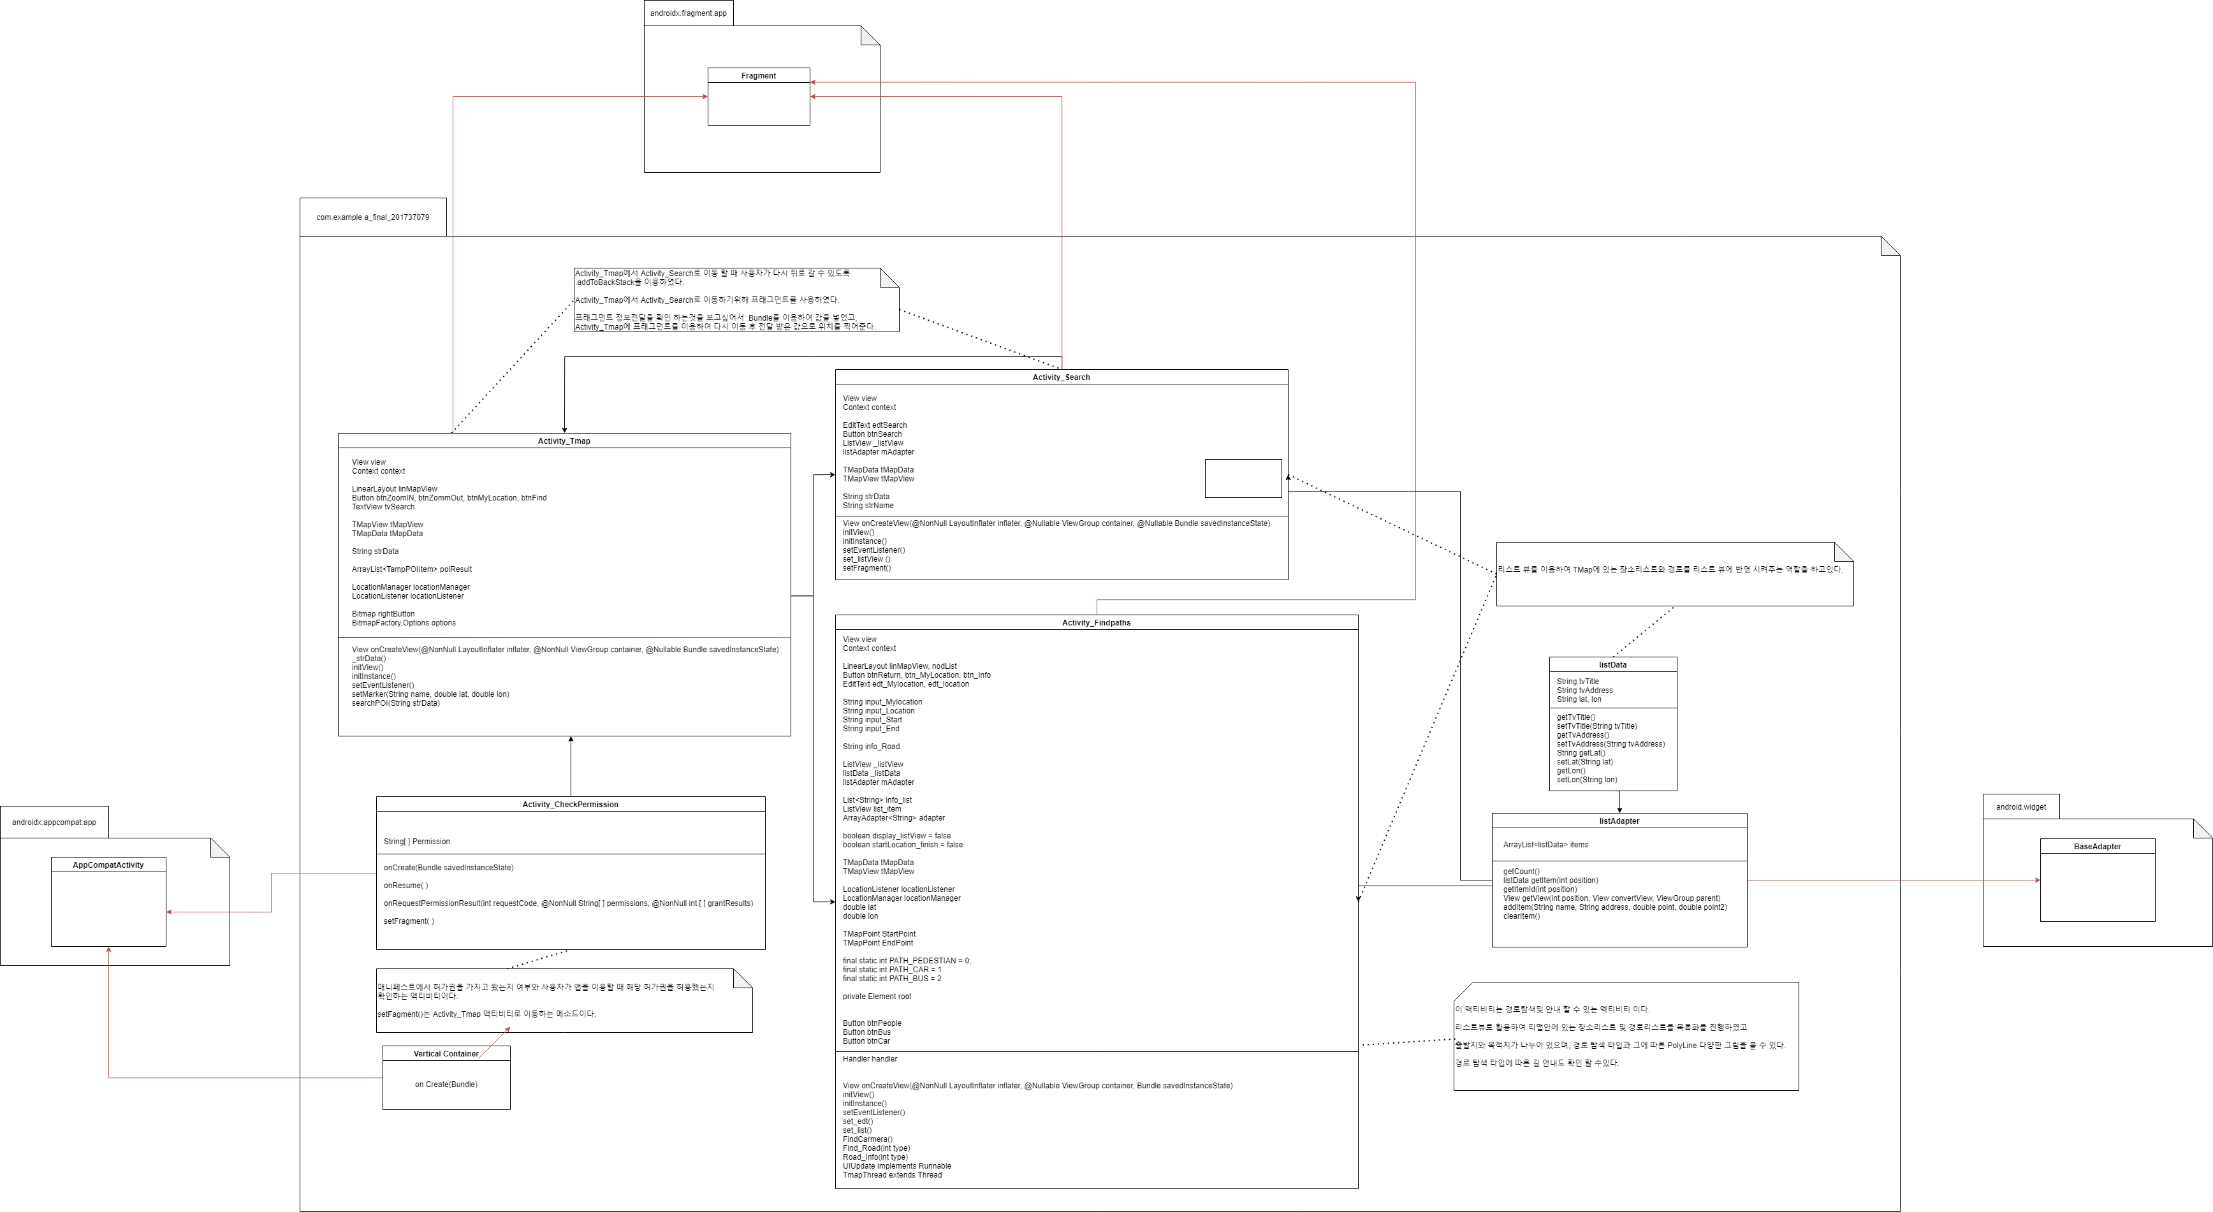 androidx.fragment.app
Fragment
com.example.a_final_201737079
Activity_Tmap에서 Activity_Search로 이동 할 때 사용자가 다시 뒤로 갈 수 있도록
.addToBackStack을 이용하였다.
Activity_Tmap에서 Activity_Search로 이동하기위해 프래그먼트를 사용하였다.
프래그먼트 정보전달을 확인 하는것을 보고싶어서 Bundle를 이용하여 값을 넣었고,
Activity_Tmap에 프래그먼트를 이용하여 다시 이동 후 전달 받은 값으로 위치를 찍어준다.
Activity_Search
View view
Context context
EditText edtSearch
Button btnSearch
ListView _listView
listAdapter mAdapter
TMapData tMapData
TMapView tMapView
String strData
String strName
View onCreateView(@NonNull LayoutInflater inflater, @Nullable ViewGroup container, @Nullable Bundle savedInstanceState)
initView()
initInstance()
setEventListener()
set_listView ()
setFragment()
Activity_Tmap
View view
Context context
LinearLayout linMapView
Button btnZoomIN, btnZommOut, btnMyLocation, btnFind
TextView tvSearch
TMapView tMapView
TMapData tMapData
String strData
ArrayList<TampPOIItem> poiResult
LocationManager locationManager
LocationListener locationListener
Bitmap rightButton
BitmapFactory.Options options
View onCreateView(@NonNull LayoutInflater inflater, @NonNull ViewGroup container, @Nullable Bundle savedInstanceState)
_strData()
initView()
initInstance()
setEventListener()
setMarker(String name, double lat, double lon)
searchPOI(String strData)
리스트 뷰를 이용하여 TMap에 있는 장소리스트와 경로를 리스트 뷰에 반영 시켜주는 역할를 하고있다.
Activity_Findpaths
View view
Context context
LinearLayout linMapView, nodList
Button btnReturn, btn_MyLocation, btn_Info
EditText edt_Mylocation, edt_location
String input_Mylocation
String input_Location
String input_Start
String input_End
String info_Road
ListView _listView
listData _listData
listAdapter mAdapter
List<String> info_list
ListView list_item
ArrayAdapter<String> adapter
boolean display_listView = false
boolean startLocation_finish = false
TMapData tMapData
TMapView tMapView
LocationListener locationListener
LocationManager locationManager
double lat
double lon
TMapPoint StartPoint
TMapPoint EndPoint
final static int PATH_PEDESTIAN = 0;
final static int PATH_CAR = 1
final static int PATH_BUS = 2
private Element root
Button btnPeople
Button btnBus
Button btnCar
Handler handler
View onCreateView(@NonNull LayoutInflater inflater, @Nullable ViewGroup container, Bundle savedInstanceState)
initView()
initInstance()
setEventListener()
set_edt()
set_list()
FindCarmera()
Find_Road(int type)
Road_Info(int type)
UIUpdate implements Runnable
TmapThread extends Thread
listData
String tvTitle
String tvAddress
String lat, lon
getTvTitle()
setTvTitle(String tvTitle)
getTvAddress()
setTvAddress(String tvAddress)
String getLat()
setLat(String lat)
getLon()
setLon(String lon)
listAdapter
ArrayList<listData> items
getCount()
listData getItem(int position)
getItemId(int position)
View getView(int position, View convertView, ViewGroup parent)
addItem(String name, String address, double point, double point2)
clearItem()
android.widget
BaseAdapter
androidx.appcompat.app
AppCompatActivity
Activity_CheckPermission
String[ ] Permission
onCreate(Bundle savedInstanceState)
onResume( )
onRequestPermissionResult(int requestCode, @NonNull String[ ] permissions, @NonNull int [ ] grantResults)
setFragment( )
매니페스트에서 허가권을 가지고 왔는지 여부와 사용자가 앱을 이용할 때 해당 허가권을 허용했는지
확인하는 액티비티이다.
setFagment()는 Activity_Tmap 액티비티로 이동하는 메소드이다.
Vertical Container
on Create(Bundle)
이 액티비티는 경로탐색및 안내 할 수 있는 액티비티 이다.
리스트뷰로 활용하여 티맵안에 있는 장소리스트 및 경로리스트를 목록화를 진행하였고
출발지와 목적지가 나누어 있으며, 경로 탐색 타입과 그에 따른 PolyLine 다양한 그림을 볼 수 있다.
경로 탐색 타입에 따른 길 안내도 확인 할 수있다.